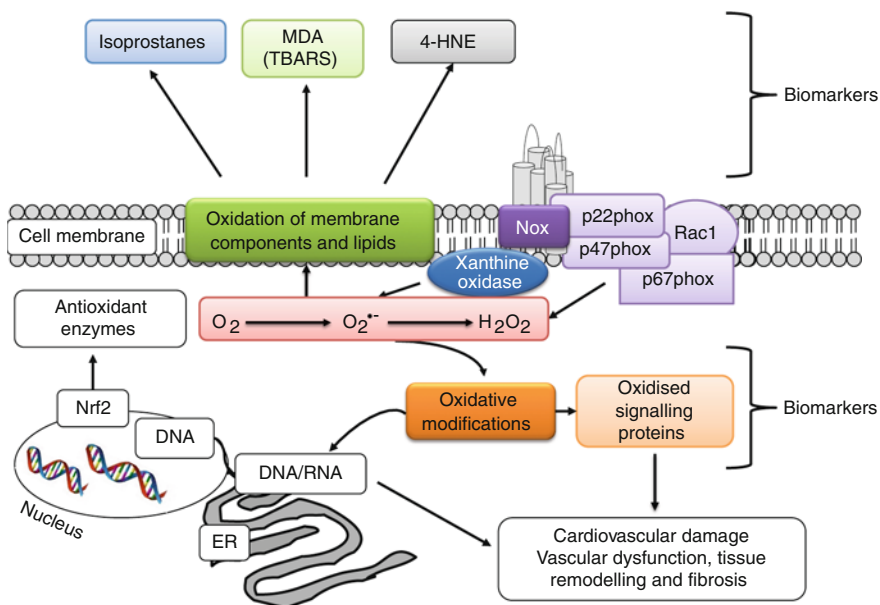 Isoprostanes
MDA
(TBARS)
4-HNE
Biomarkers
Cell membrane
Oxidation of membrane
components and lipids
Nox
p22phox
p47phox
Rac1
p67phox
Xanthine
oxidase
Antioxidant
enzymes
O2 O2•- H2O2
Nrf2
DNA
Nucleus
Oxidative
modifications
Oxidised
signalling
proteins
Biomarkers
DNA/RNA
ER
Cardiovascular damage
Vascular dysfunction, tissue
remodelling and fibrosis